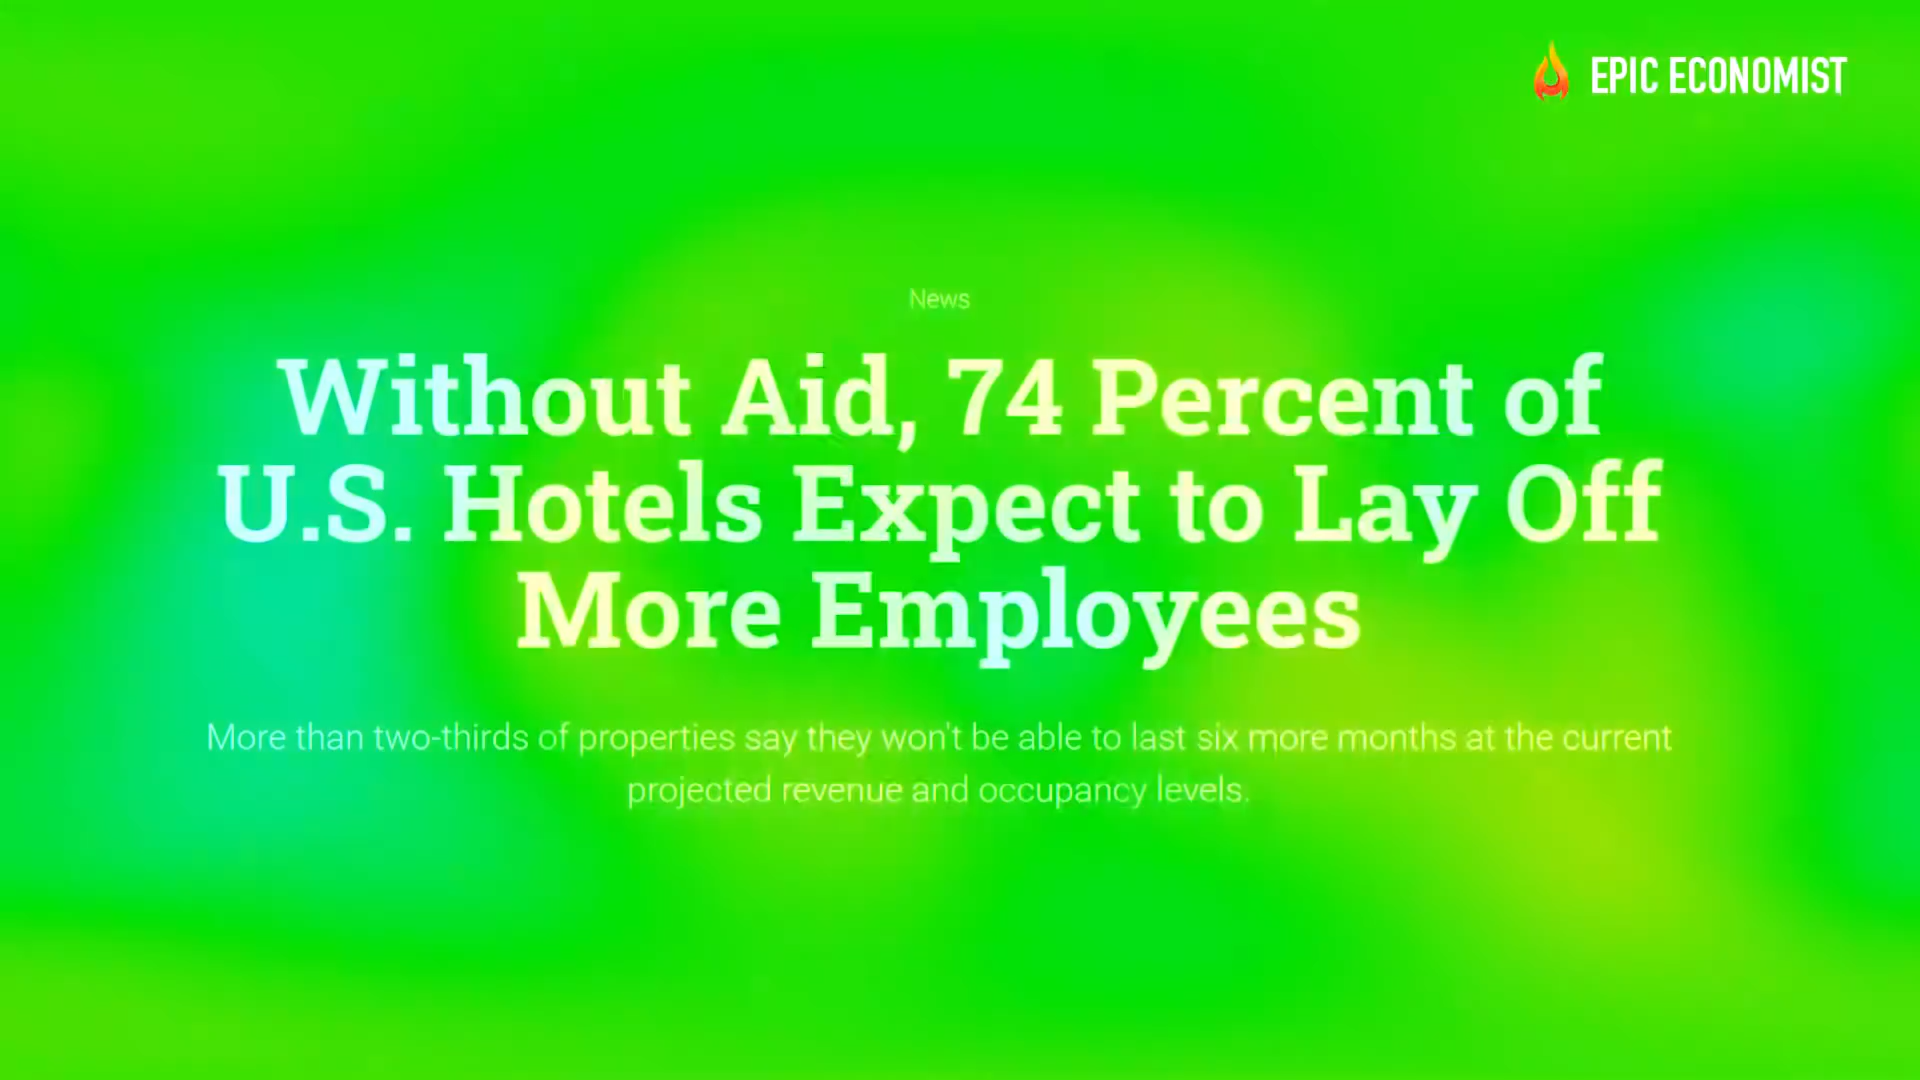 EPIC ECONOMIST
News
Without Aid, 74 Percent of
U.S. Hotels Expect to Lay Off
More Employees
More than two-thirds of properties say they won't be able to last six more months at the current
projected revenue and occupancy levels.